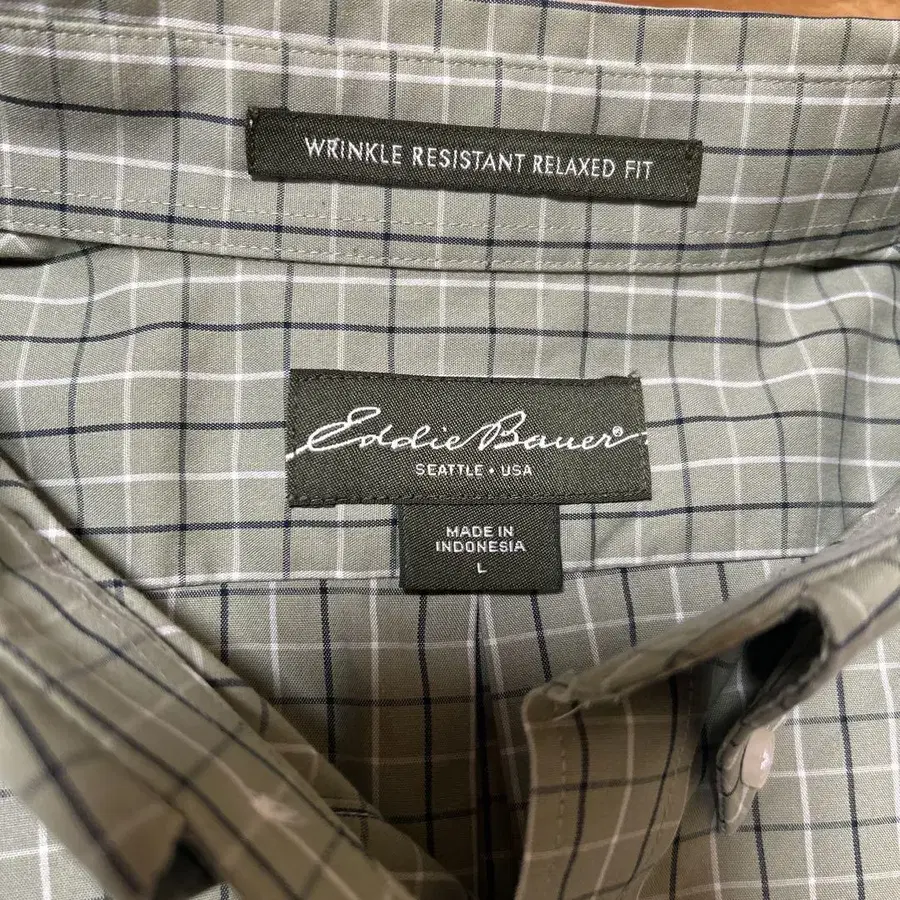 WRINKLE RESISTANT RELAXED FIT
Eddie Bauer®
SEATTLE • USA
MADE IN
INDONESIA
L